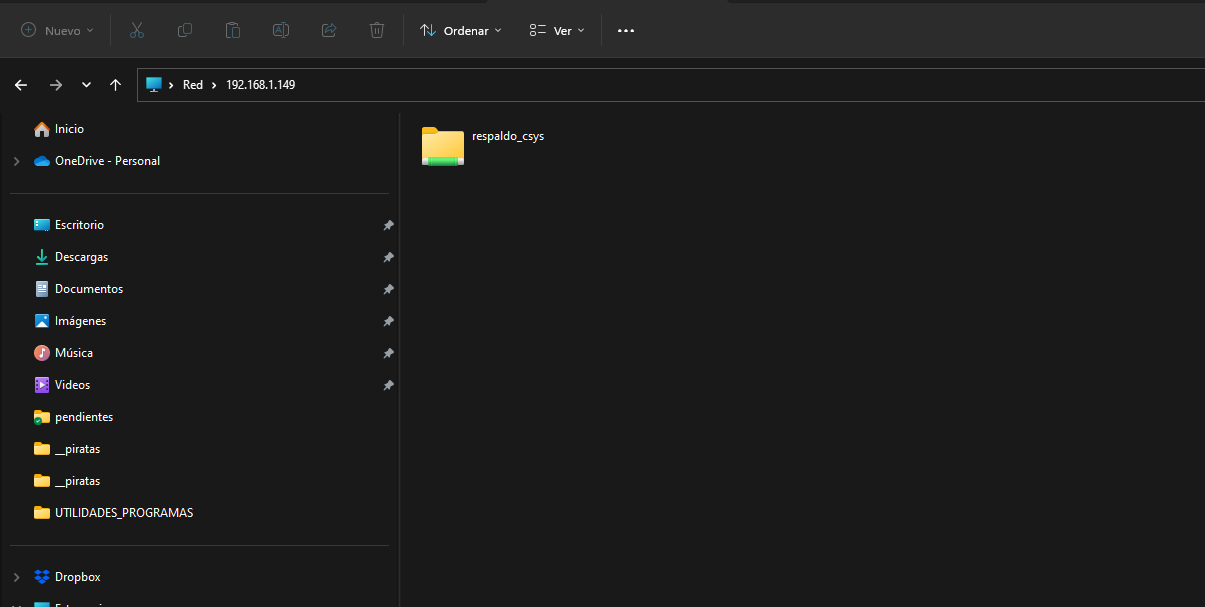 Nuevo
Ordenar
Ver
Red
192.168.1.149
Inicio
OneDrive - Personal
Escritorio
Descargas
Documentos
Imágenes
Música
Videos
pendientes
__piratas
__piratas
UTILIDADES_PROGRAMAS
Dropbox
respaldo_csys